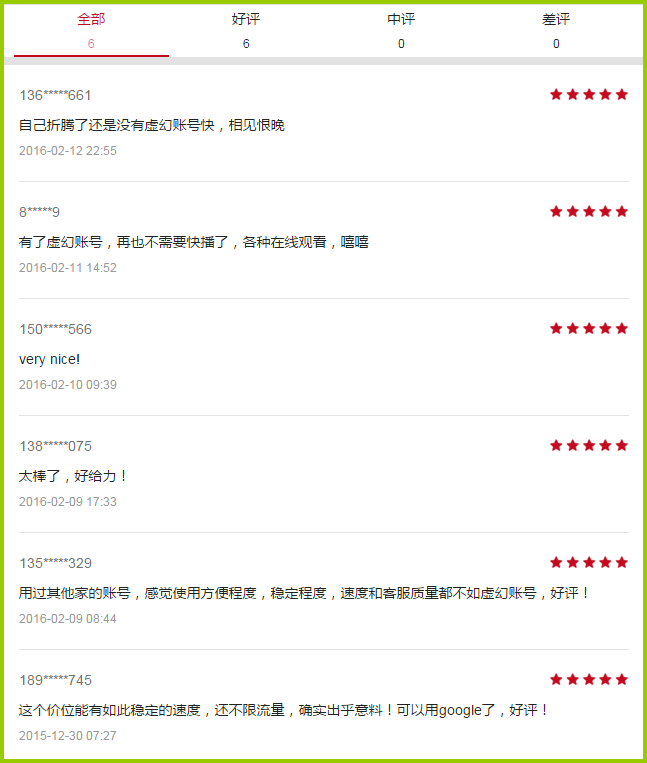 全部 好评 中评 差评
6 6 0 0
136*****661
自己折腾了还是没有虚幻账号快，相见恨晚
2016-02-12 22:55
8*****9
有了虚幻账号，再也不需要快播了，各种在线观看，嘻嘻
2016-02-11 14:52
150*****566
very nice!
2016-02-10 09:39
138*****075
太棒了，好给力！
2016-02-09 17:33
135*****329
用过其他家的账号，感觉使用方便程度，稳定程度，速度和客服质量都不如虚幻账号，好评！
2016-02-09 08:44
189*****745
这个价位能有如此稳定的速度，还不限流量，确实出乎意料！可以用google了，好评！
2015-12-30 07:27